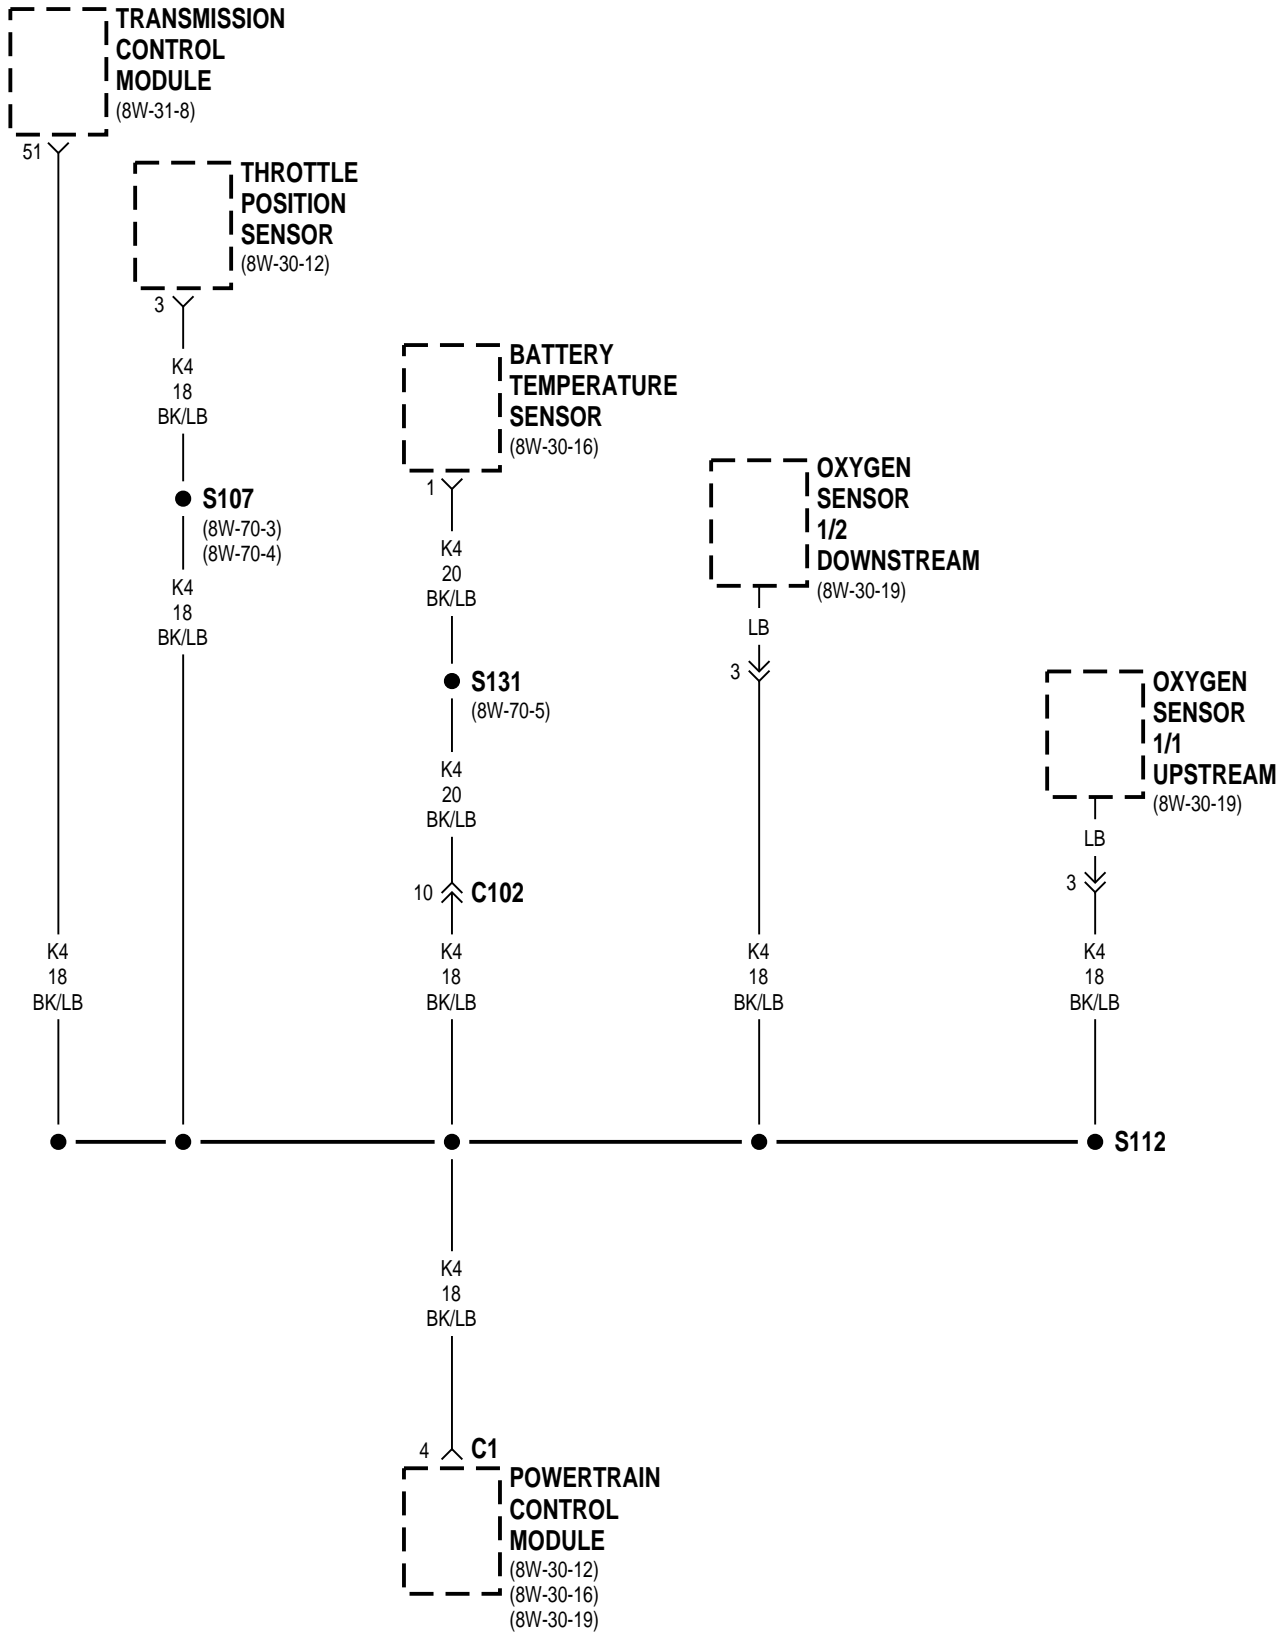 TRANSMISSION
CONTROL
MODULE
(8W-31-8)
51
THROTTLE
POSITION
SENSOR
(8W-30-12)
3
K4
18
BK/LB
S107
(8W-70-3)
(8W-70-4)
K4
18
BK/LB
BATTERY
TEMPERATURE
SENSOR
(8W-30-16)
1
K4
20
BK/LB
S131
(8W-70-5)
K4
20
BK/LB
10
C102
OXYGEN
SENSOR
1/2
DOWNSTREAM
(8W-30-19)
LB
3
OXYGEN
SENSOR
1/1
UPSTREAM
(8W-30-19)
LB
3
K4
18
BK/LB
K4
18
BK/LB
K4
18
BK/LB
K4
18
BK/LB
S112
K4
18
BK/LB
4
C1
POWERTRAIN
CONTROL
MODULE
(8W-30-12)
(8W-30-16)
(8W-30-19)